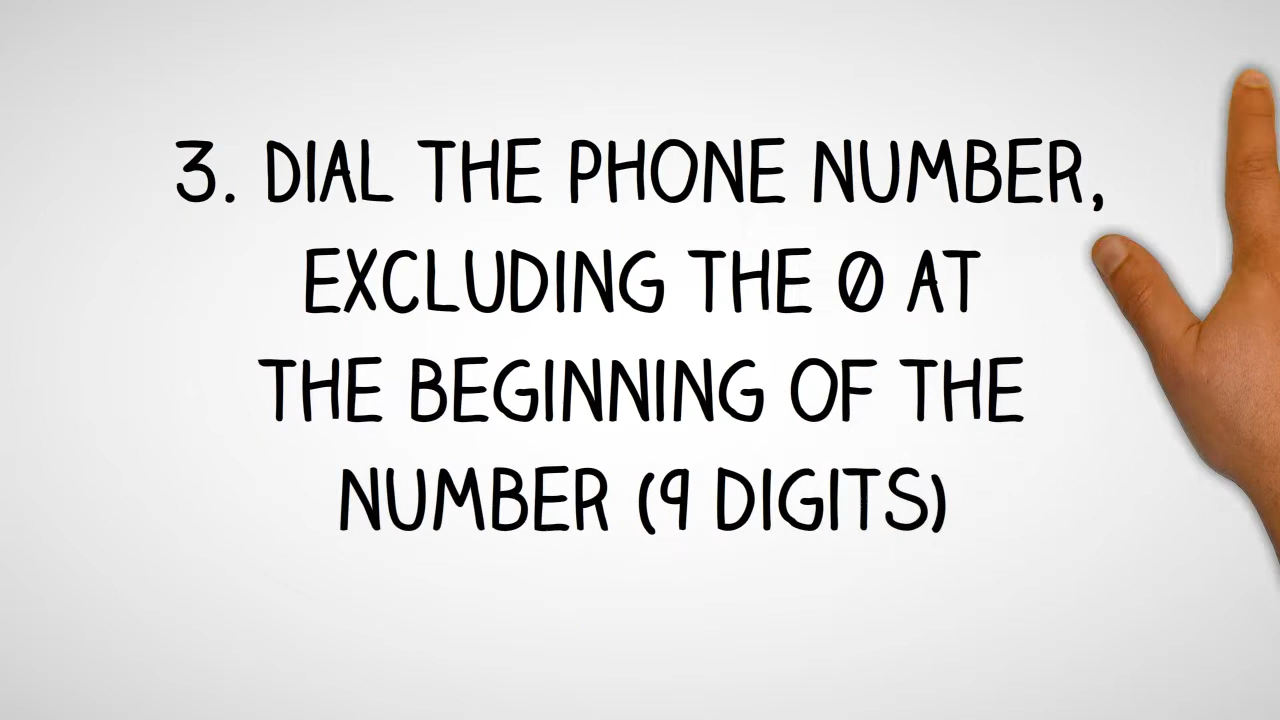 3. DIAL THE PHONE NUMBER,
EXCLUDING THE 0 AT
THE BEGINNING OF THE
NUMBER (9 DIGITS)